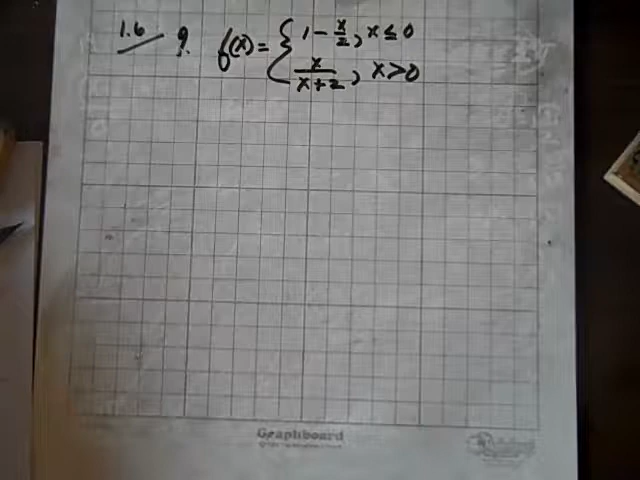 1.6 9. f(x) = { 1 - x/2, x ≤ 0
x/(x+2), x > 0
Graphboard